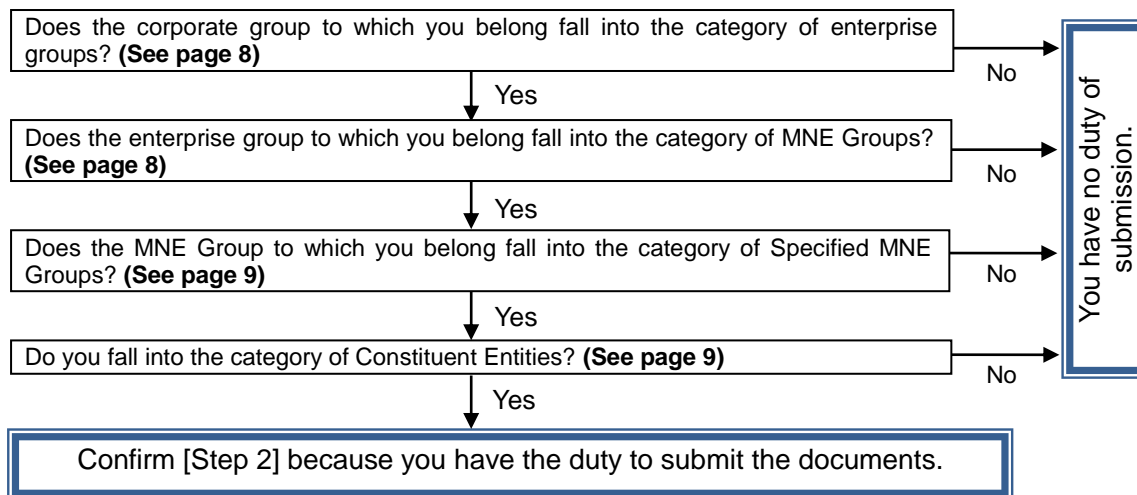 Does the corporate group to which you belong fall into the category of enterprise
groups? (See page 8)
No
Yes
Does the enterprise group to which you belong fall into the category of MNE Groups?
(See page 8)
No
Yes
Does the MNE Group to which you belong fall into the category of Specified MNE
Groups? (See page 9)
No
Yes
Do you fall into the category of Constituent Entities? (See page 9)
No
Yes
Confirm [Step 2] because you have the duty to submit the documents.
You have no duty of
submission.